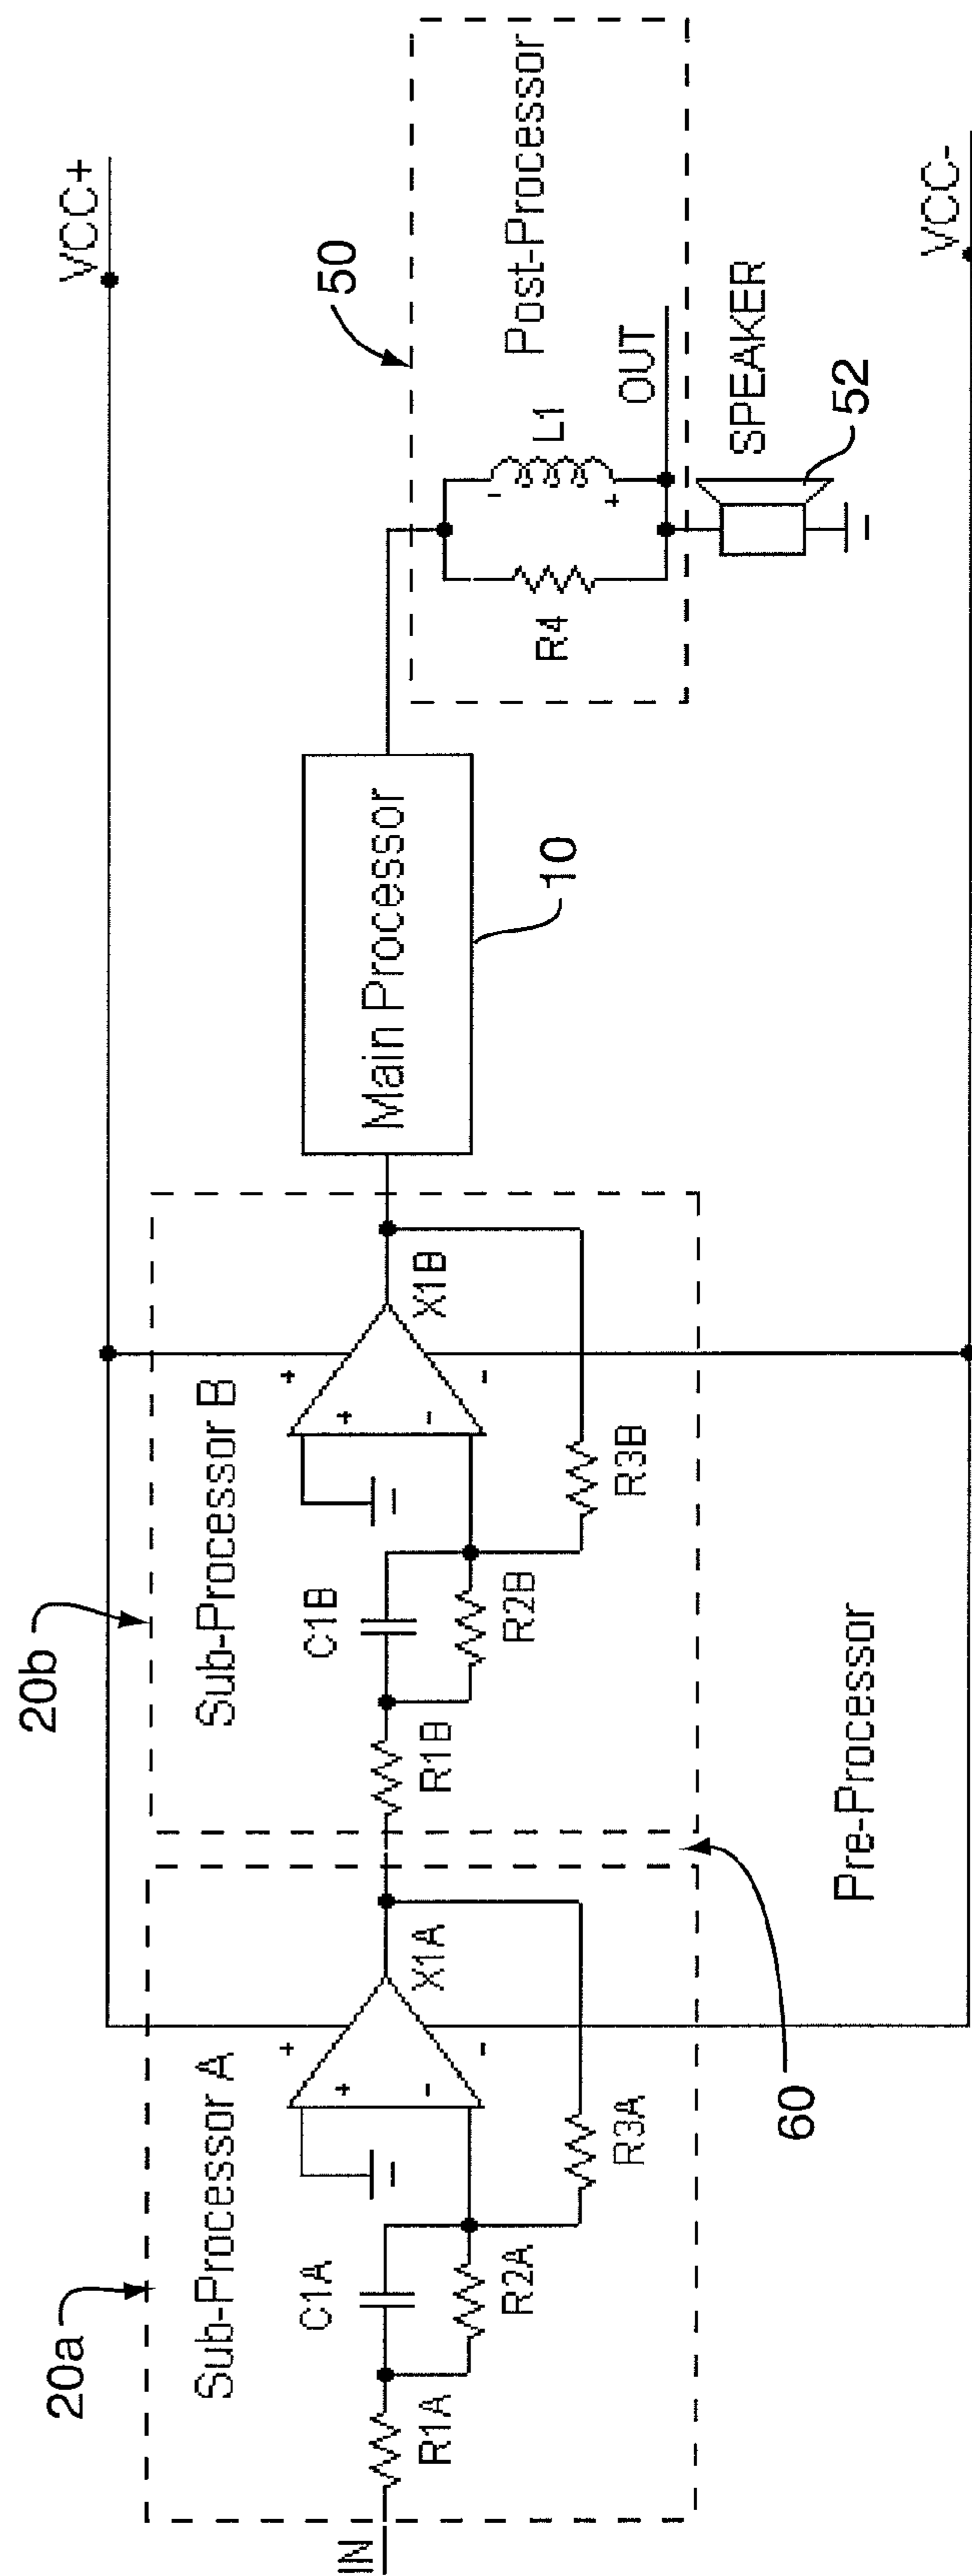 VCC+
20a
20b
50
Sub-Processor A
Sub-Processor B
Post-Processor
C1A
C1B
+
+
-
-
+
+
-
-
X1A
X1B
IN
R1A
R2A
R3A
R1B
R2B
R3B
Main Processor
10
R4
L1
-
+
OUT
SPEAKER
52
60
Pre-Processor
VCC-